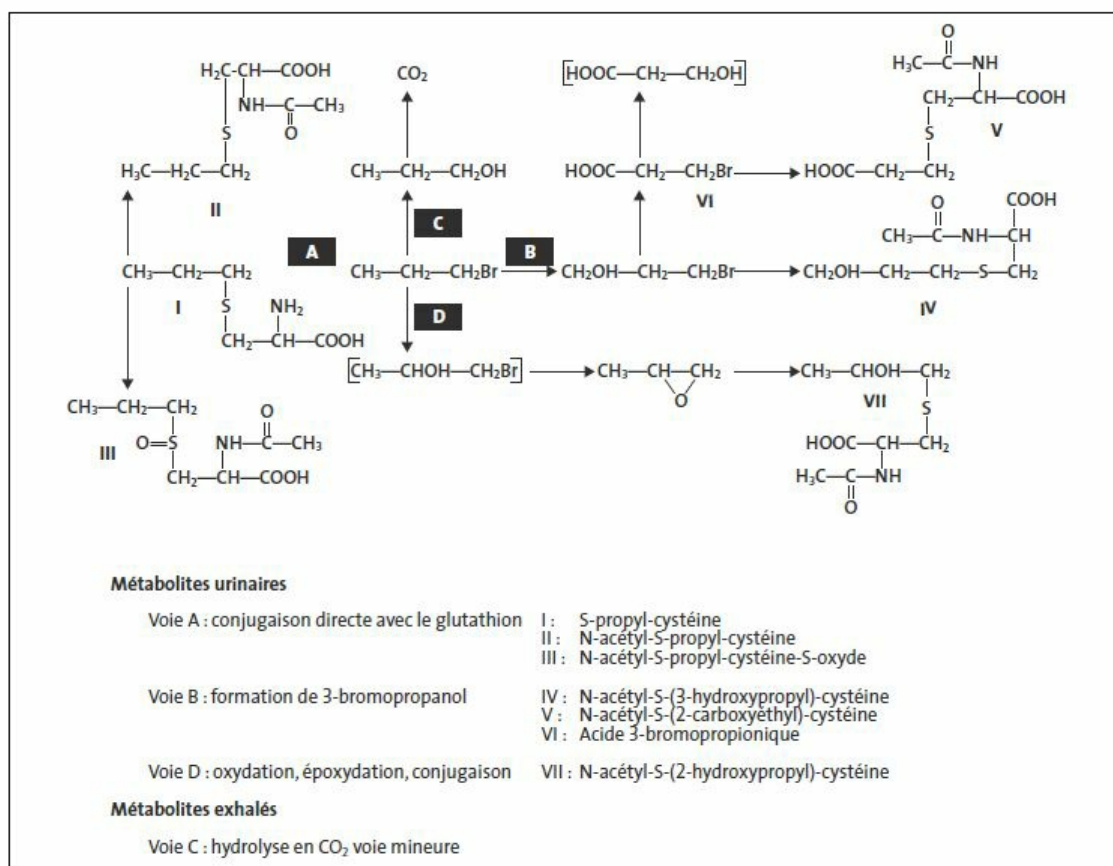 H₂C-CH—COOH
NH—C—CH₃
O
S
H₃C—H₂C—CH₂
II
CO₂
CH₃—CH₂—CH₂OH
C
[HOOC—CH₂—CH₂OH]
HOOC—CH₂—CH₂Br
VI
O
H₃C—C—NH
CH₂—CH—COOH
S
V
HOOC—CH₂—CH₂
A
CH₃—CH₂—CH₂
I
S NH₂
CH₂—CH—COOH
CH₃—CH₂—CH₂Br
B
CH₂OH—CH₂—CH₂Br
O COOH
CH₃—C—NH—CH
CH₂OH—CH₂—CH₂—S—CH₂
IV
D
[CH₃—CHOH—CH₂Br]
CH₃—CH—CH₂
O
CH₃—CHOH—CH₂
VII
S
HOOC—CH—CH₂
H₃C—C—NH
O
CH₃—CH₂—CH₂
O
III
O=S NH—C—CH₃
CH₂—CH—COOH
Métabolites urinaires
Voie A : conjugaison directe avec le glutathion I : S-propyl-cystéine
II : N-acétyl-S-propyl-cystéine
III : N-acétyl-S-propyl-cystéine-S-oxyde
Voie B : formation de 3-bromopropanol IV : N-acétyl-S-(3-hydroxypropyl)-cystéine
V : N-acétyl-S-(2-carboxyéthyl)-cystéine
VI : Acide 3-bromopropionique
Voie D : oxydation, époxydation, conjugaison VII : N-acétyl-S-(2-hydroxypropyl)-cystéine
Métabolites exhalés
Voie C : hydrolyse en CO₂ voie mineure